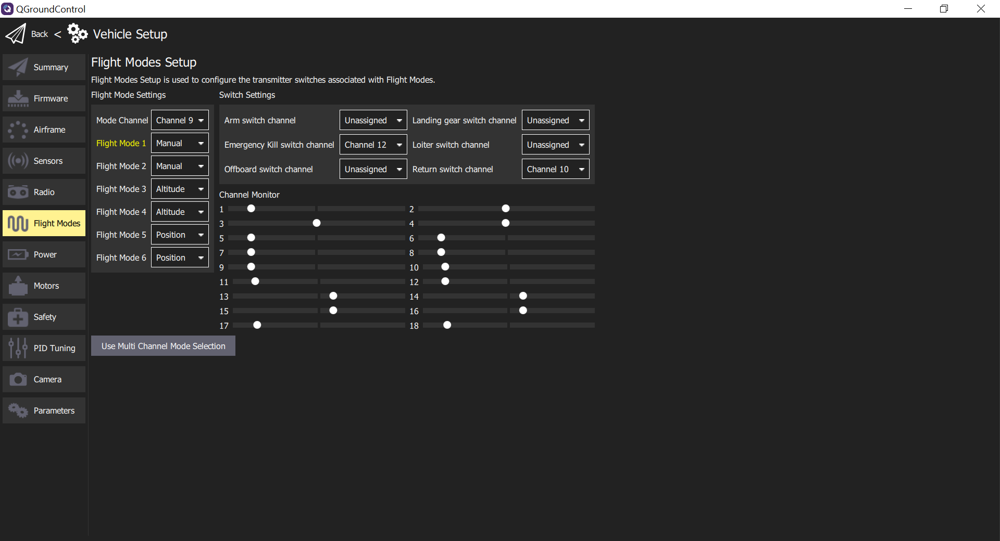 QGroundControl
Back < Vehicle Setup
Summary
Firmware
Airframe
Sensors
Radio
Flight Modes
Power
Motors
Safety
PID Tuning
Camera
Parameters
Flight Modes Setup
Flight Modes Setup is used to configure the transmitter switches associated with Flight Modes.
Flight Mode Settings
Mode Channel Channel 9
Flight Mode 1 Manual
Flight Mode 2 Manual
Flight Mode 3 Altitude
Flight Mode 4 Altitude
Flight Mode 5 Position
Flight Mode 6 Position
Switch Settings
Arm switch channel Unassigned Landing gear switch channel Unassigned
Emergency Kill switch channel Channel 12 Loiter switch channel Unassigned
Offboard switch channel Unassigned Return switch channel Channel 10
Channel Monitor
1 2
3 4
5 6
7 8
9 10
11 12
13 14
15 16
17 18
Use Multi Channel Mode Selection